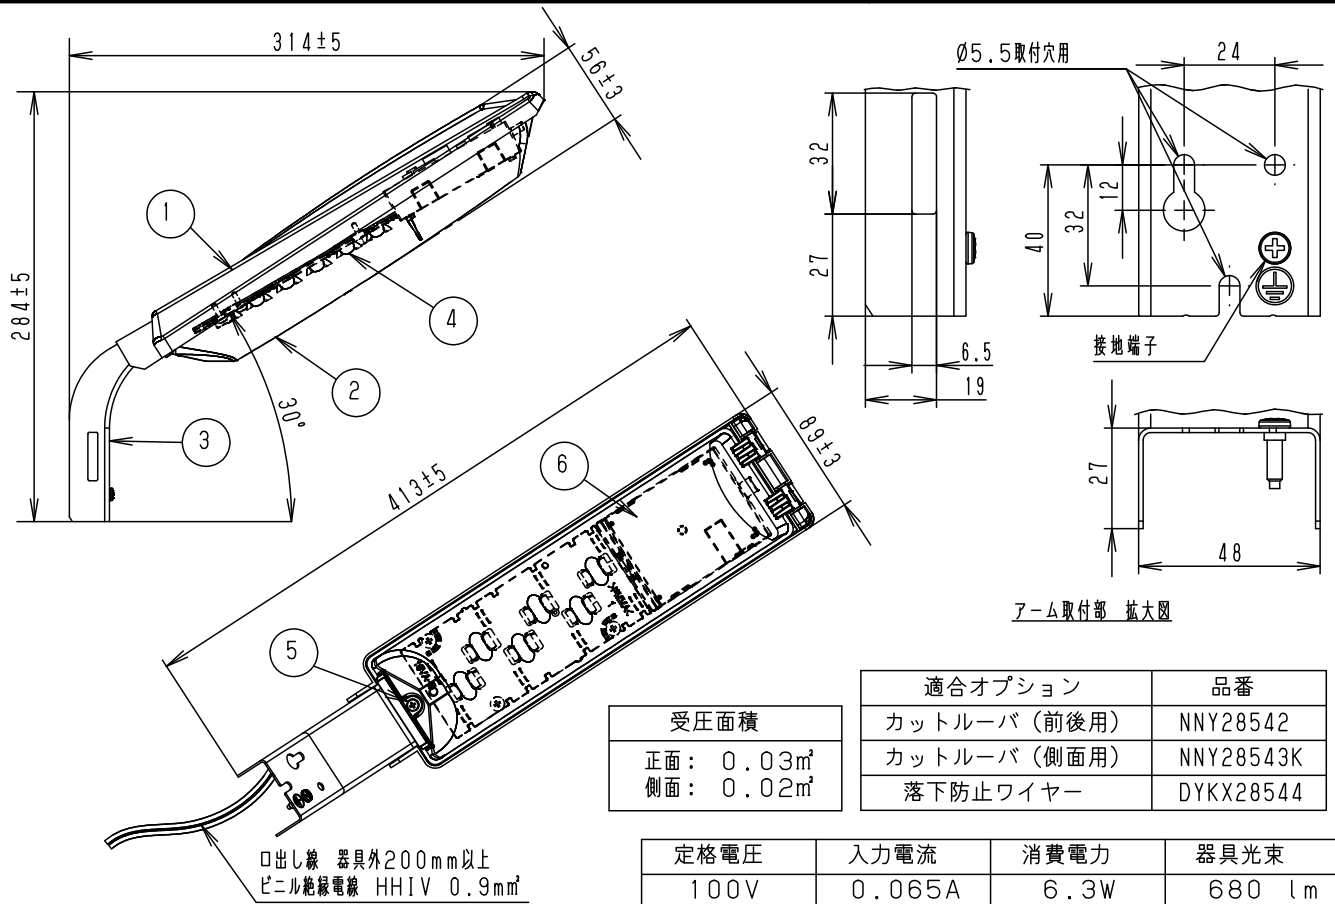 314±5
56±3
284±5
1
2
3
4
30°
Ø5.5取付穴用
24
32
27
6.5
19
40
32
12
接地端子
27
48
アーム取付部 拡大図
413±5
89±3
5
6
口出し線 器具外200mm以上
ビニル絶縁電線 HHIV 0.9mm²
受圧面積
正面: 0.03m²
側面: 0.02m²
適合オプション 品番
カットルーバ (前後用) NNY28542
カットルーバ (側面用) NNY28543K
落下防止ワイヤー DYKX28544
定格電圧 入力電流 消費電力 器具光束
100V 0.065A 6.3W 680 lm